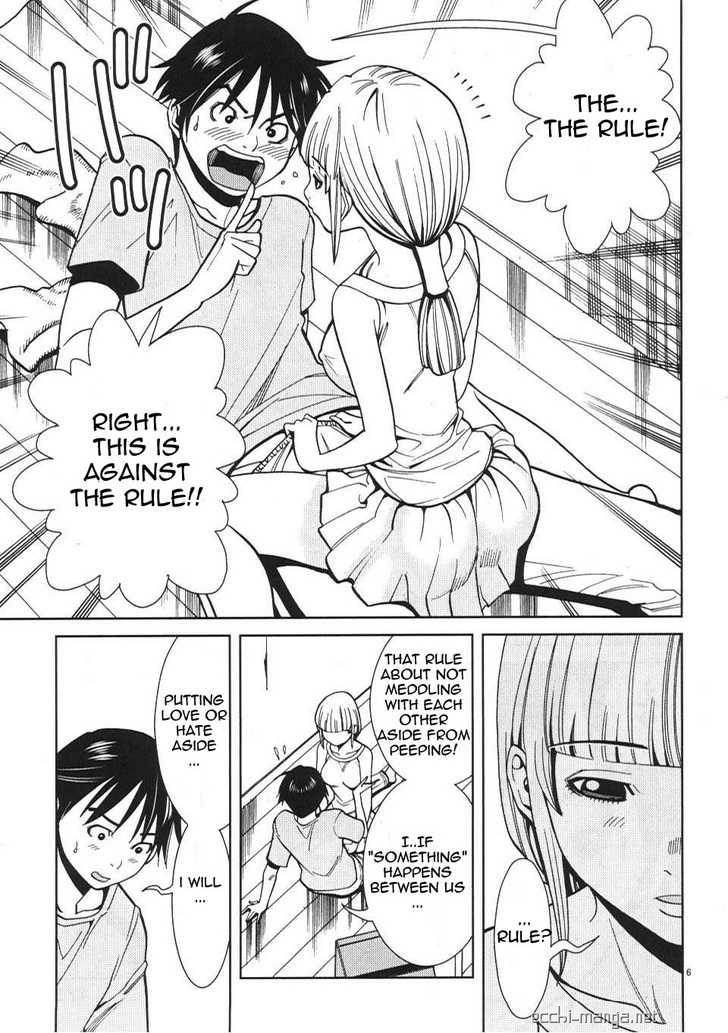 THE...
THE RULE!
RIGHT...
THIS IS
AGAINST
THE RULE!!
...
RULE?
THAT RULE
ABOUT NOT
MEDDLING
WITH EACH
OTHER
ASIDE FROM
PEEPING!
I..IF
"SOMETHING"
HAPPENS
BETWEEN US
...
PUTTING
LOVE OR
HATE
ASIDE
...
I WILL
...
6
ecchi-manga.net